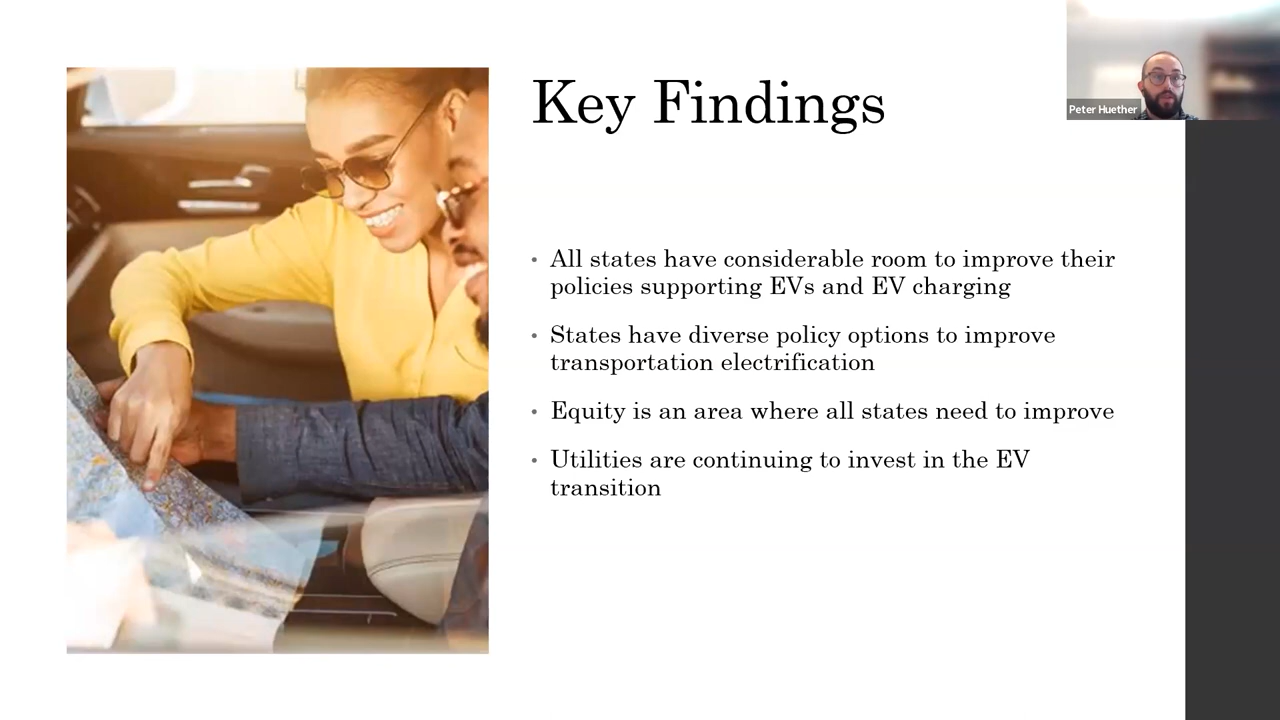 Key Findings
Peter Huether
• All states have considerable room to improve their
policies supporting EVs and EV charging
• States have diverse policy options to improve
transportation electrification
• Equity is an area where all states need to improve
• Utilities are continuing to invest in the EV
transition